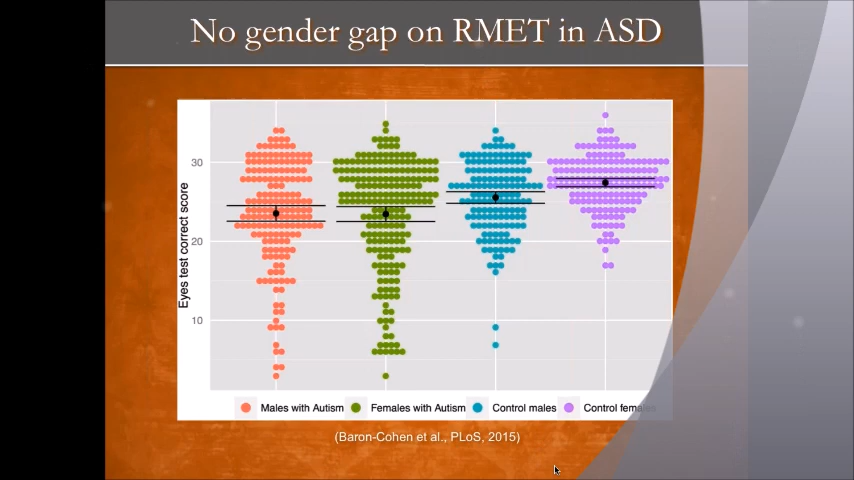 No gender gap on RMET in ASD
Eyes test correct score
30
20
10
Males with Autism
Females with Autism
Control males
Control females
(Baron-Cohen et al., PLoS, 2015)